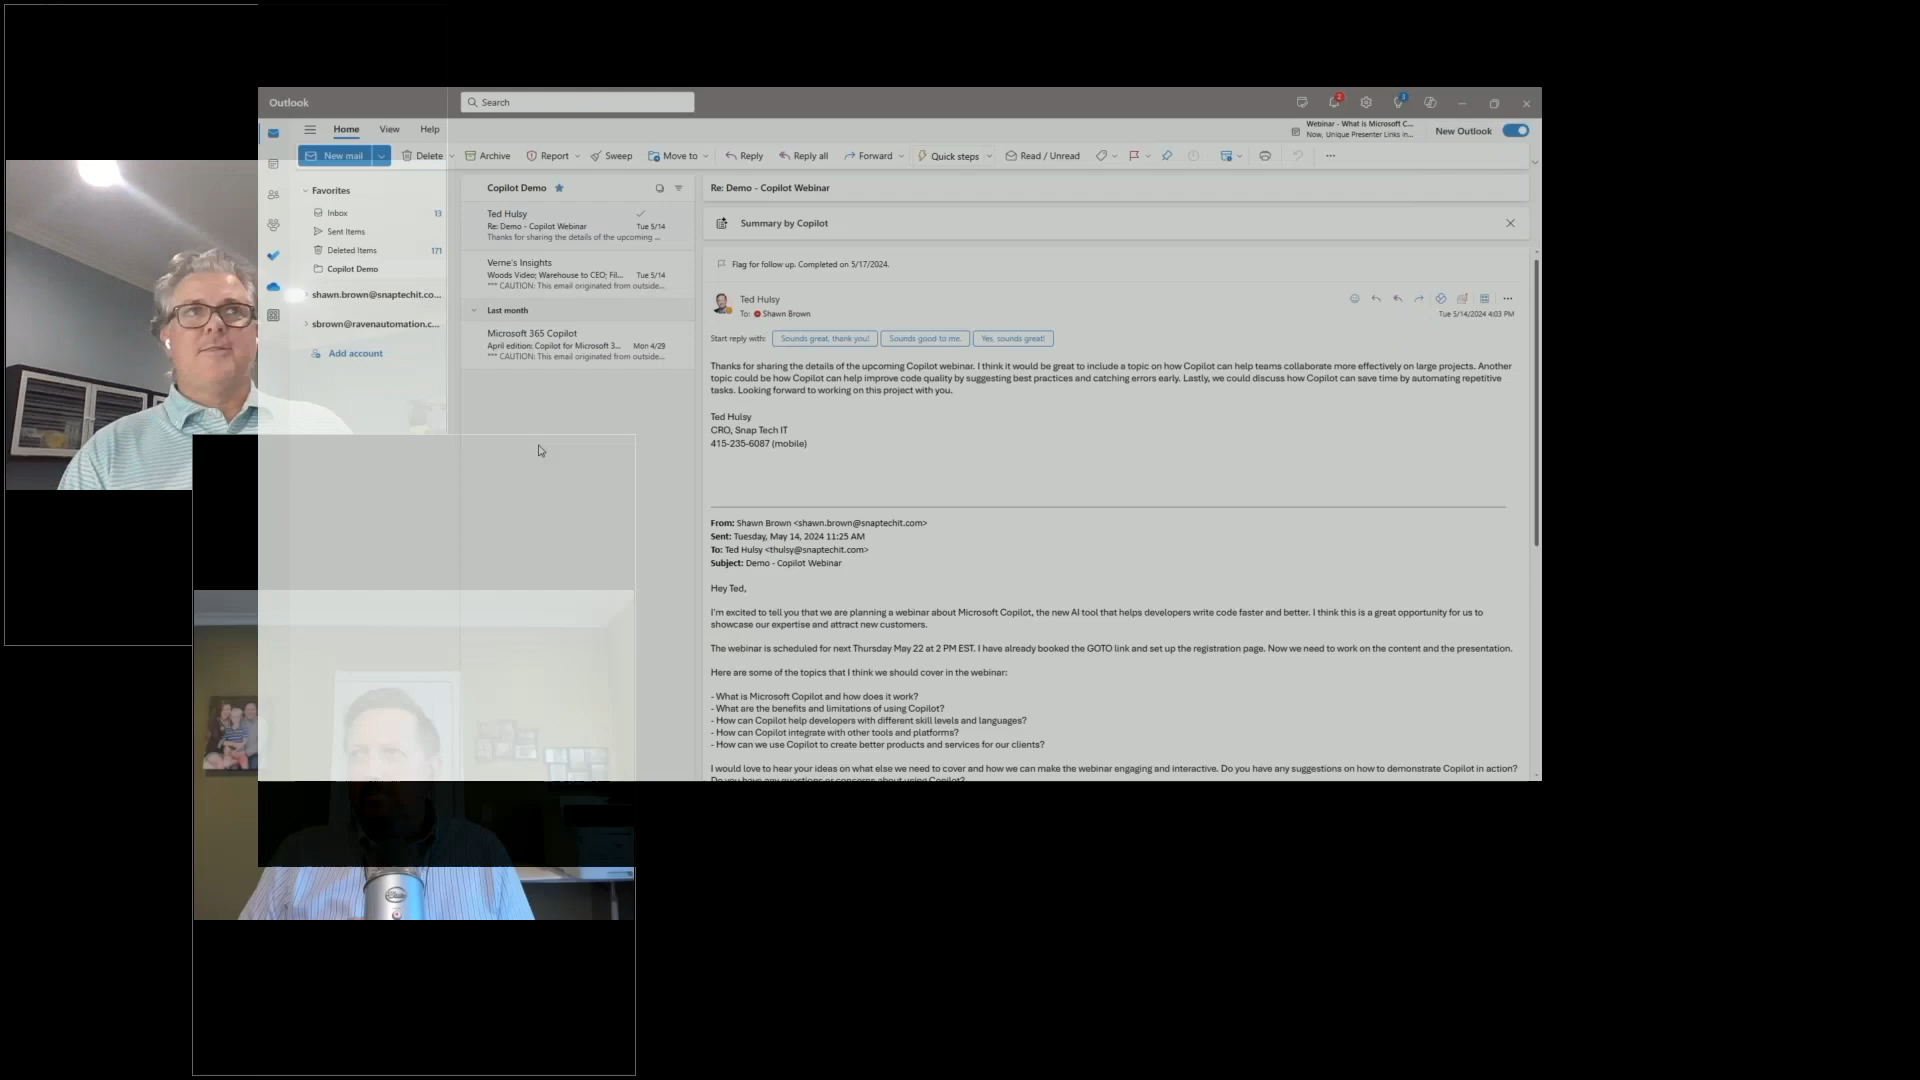 Outlook
Search
2
3
Home
View
Help
Webinar - What is Microsoft C...
Now, Unique Presenter Links in...
New Outlook
New mail
Delete
Archive
Report
Sweep
Move to
Reply
Reply all
Forward
Quick steps
Read / Unread
Favorites
Inbox
13
Sent Items
Deleted Items
171
Copilot Demo
shawn.brown@snaptechit.co...
sbrown@ravenautomation.c...
Add account
Copilot Demo
Ted Hulsy
Re: Demo - Copilot Webinar
Tue 5/14
Thanks for sharing the details of the upcoming ...
Verne's Insights
Woods Video; Warehouse to CEO; Fil...
Tue 5/14
*** CAUTION: This email originated from outside...
Last month
Microsoft 365 Copilot
April edition: Copilot for Microsoft 3...
Mon 4/29
*** CAUTION: This email originated from outside...
Re: Demo - Copilot Webinar
Summary by Copilot
Flag for follow up. Completed on 5/17/2024.
Ted Hulsy
To: Shawn Brown
Tue 5/14/2024 4:03 PM
Start reply with:
Sounds great, thank you!
Sounds good to me.
Yes, sounds great!
Thanks for sharing the details of the upcoming Copilot webinar. I think it would be great to include a topic on how Copilot can help teams collaborate more effectively on large projects. Another
topic could be how Copilot can help improve code quality by suggesting best practices and catching errors early. Lastly, we could discuss how Copilot can save time by automating repetitive
tasks. Looking forward to working on this project with you.
Ted Hulsy
CRO, Snap Tech IT
415-235-6087 (mobile)
From: Shawn Brown <shawn.brown@snaptechit.com>
Sent: Tuesday, May 14, 2024 11:25 AM
To: Ted Hulsy <thulsy@snaptechit.com>
Subject: Demo - Copilot Webinar
Hey Ted,
I'm excited to tell you that we are planning a webinar about Microsoft Copilot, the new AI tool that helps developers write code faster and better. I think this is a great opportunity for us to
showcase our expertise and attract new customers.
The webinar is scheduled for next Thursday May 22 at 2 PM EST. I have already booked the GOTO link and set up the registration page. Now we need to work on the content and the presentation.
Here are some of the topics that I think we should cover in the webinar:
- What is Microsoft Copilot and how does it work?
- What are the benefits and limitations of using Copilot?
- How can Copilot help developers with different skill levels and languages?
- How can Copilot integrate with other tools and platforms?
- How can we use Copilot to create better products and services for our clients?
I would love to hear your ideas on what else we need to cover and how we can make the webinar engaging and interactive. Do you have any suggestions on how to demonstrate Copilot in action?
Do you have any questions or concerns about using Copilot?